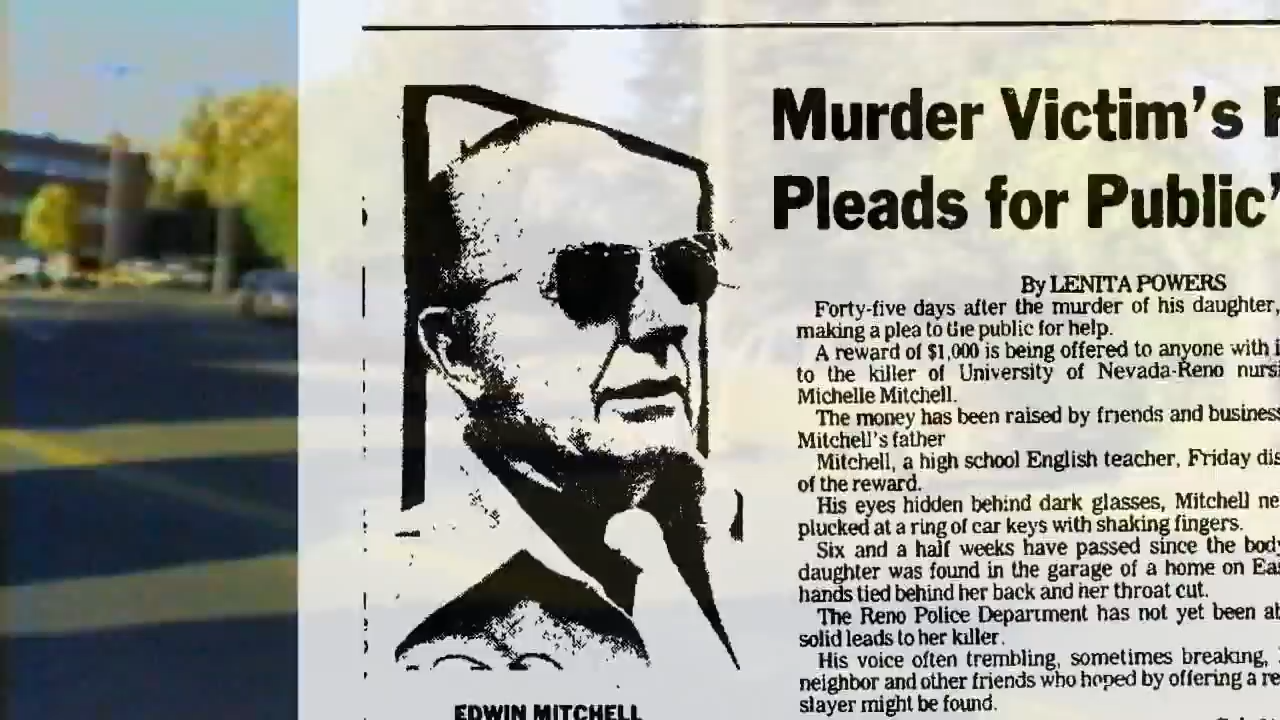 Murder Victim's
Pleads for Public'
By LENITA POWERS
Forty-five days after the murder of his daughter,
making a plea to the public for help.
A reward of $1,000 is being offered to anyone with
to the killer of University of Nevada-Reno
Michelle Mitchell.
The money has been raised by friends and
Mitchell's father
Mitchell, a high school English teacher, Friday
of the reward.
His eyes hidden behind dark glasses, Mitchell
plucked at a ring of car keys with shaking fingers.
Six and a half weeks have passed since the
daughter was found in the garage of a home on
hands tied behind her back and her throat cut.
The Reno Police Department has not yet been
solid leads to her killer.
His voice often trembling, sometimes breaking,
neighbor and other friends who hoped by offering a
slayer might be found.
EDWIN MITCHELL